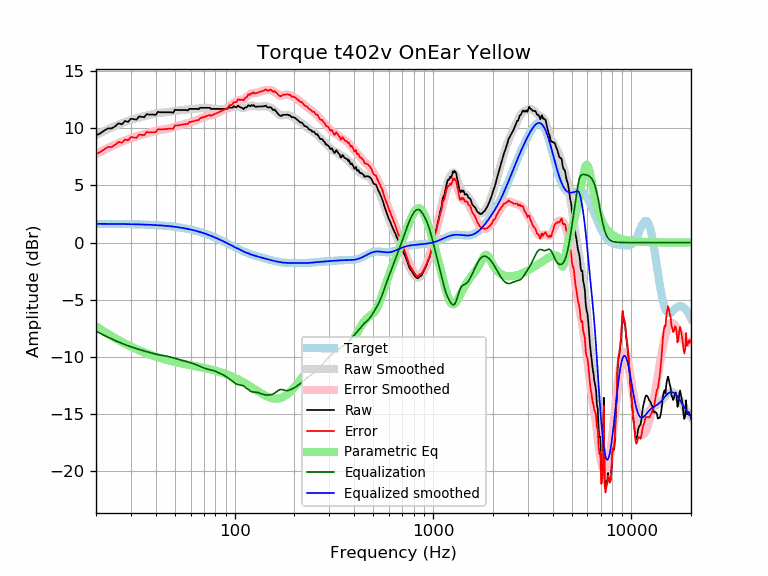 Torque t402v OnEar Yellow
15
10
5
0
−5
−10
−15
−20
Amplitude (dBr)
Target
Raw Smoothed
Error Smoothed
Raw
Error
Parametric Eq
Equalization
Equalized smoothed
100
1000
10000
Frequency (Hz)